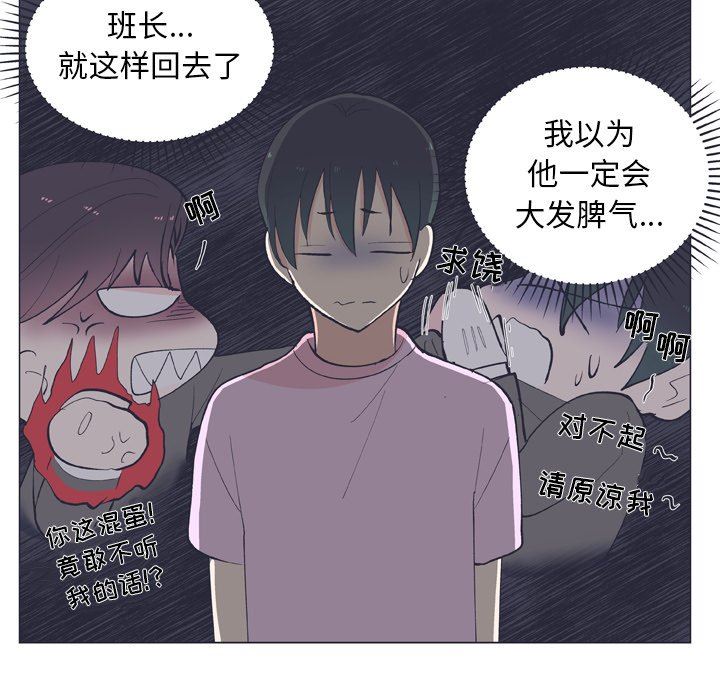 班长...
就这样回去了
我以为
他一定会
大发脾气...
啊
求饶
啊
啊
对不起~
请原谅我~
你这混蛋!
竟敢不听
我的话!?